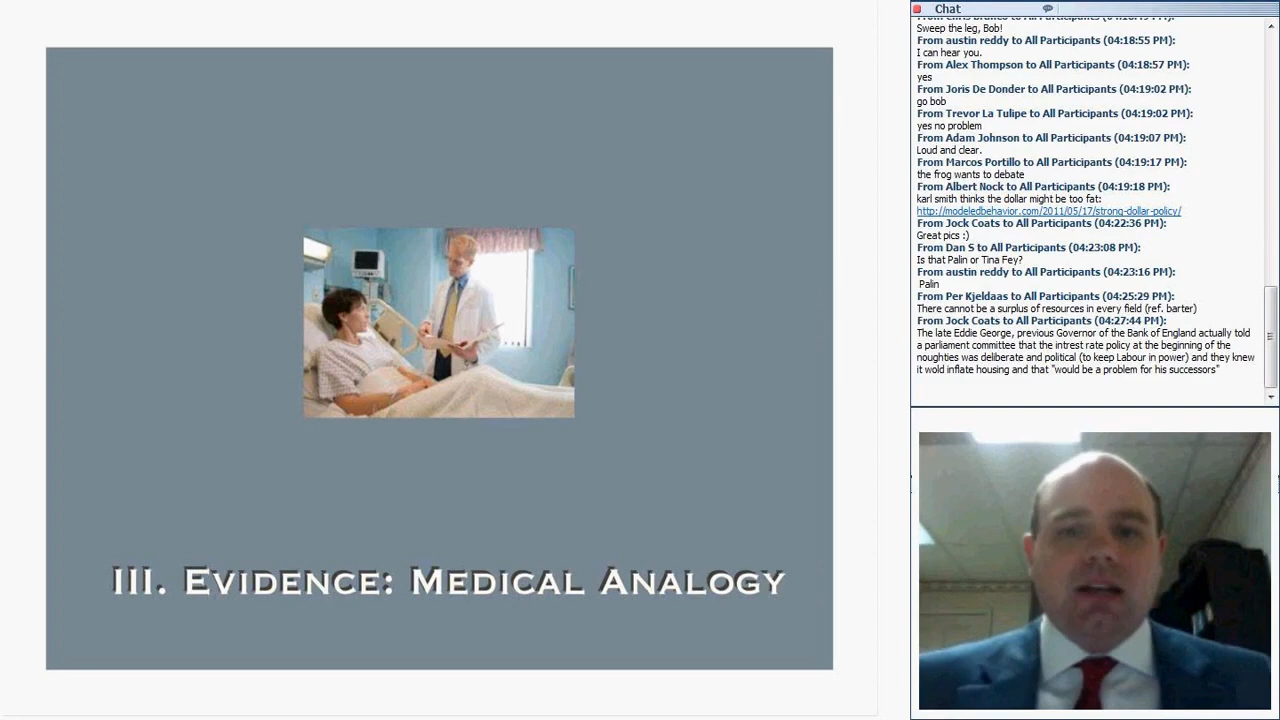 III. EVIDENCE: MEDICAL ANALOGY
Chat
Sweep the leg, Bob!
From austin reddy to All Participants (04:18:55 PM):
I can hear you.
From Alex Thompson to All Participants (04:18:57 PM):
yes
From Joris De Donder to All Participants (04:19:02 PM):
go bob
From Trevor La Tulipe to All Participants (04:19:02 PM):
yes no problem
From Adam Johnson to All Participants (04:19:07 PM):
Loud and clear.
From Marcos Portillo to All Participants (04:19:17 PM):
the frog wants to debate
From Albert Nock to All Participants (04:19:18 PM):
karl smith thinks the dollar might be too fat:
http://modeledbehavior.com/2011/05/17/strong-dollar-policy/
From Jock Coats to All Participants (04:22:36 PM):
Great pics :)
From Dan S to All Participants (04:23:08 PM):
Is that Palin or Tina Fey?
From austin reddy to All Participants (04:23:16 PM):
Palin
From Per Kjeldaas to All Participants (04:25:29 PM):
There cannot be a surplus of resources in every field (ref. barter)
From Jock Coats to All Participants (04:27:44 PM):
The late Eddie George, previous Governor of the Bank of England actually told
a parliament committee that the intrest rate policy at the beginning of the
noughties was deliberate and political (to keep Labour in power) and they knew
it wold inflate housing and that "would be a problem for his successors"